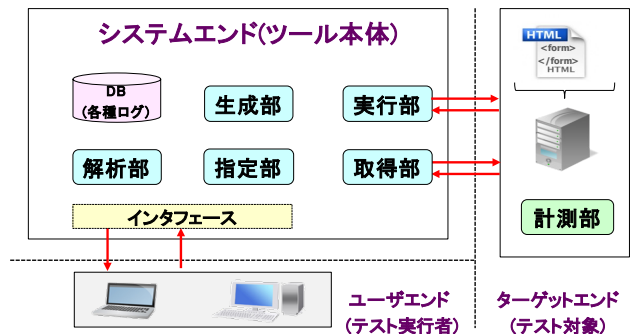 システムエンド(ツール本体)
HTML
<form>
</form>
HTML
DB
(各種ログ)
生成部
実行部
解析部
指定部
取得部
インタフェース
計測部
ユーザエンド
(テスト実行者)
ターゲットエンド
(テスト対象)